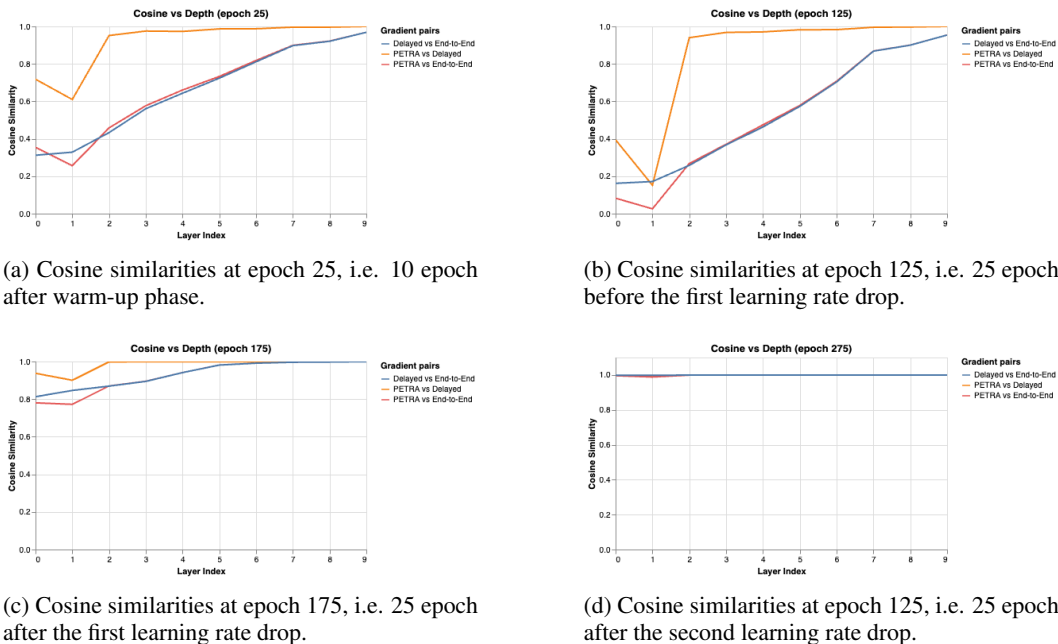 Cosine vs Depth (epoch 25)
Cosine Similarity
1.0
0.8
0.6
0.4
0.2
0.0
0 1 2 3 4 5 6 7 8 9
Layer Index
Gradient pairs
Delayed vs End-to-End
PETRA vs Delayed
PETRA vs End-to-End
(a) Cosine similarities at epoch 25, i.e. 10 epoch
after warm-up phase.
Cosine vs Depth (epoch 125)
Cosine Similarity
1.0
0.8
0.6
0.4
0.2
0.0
0 1 2 3 4 5 6 7 8 9
Layer Index
Gradient pairs
Delayed vs End-to-End
PETRA vs Delayed
PETRA vs End-to-End
(b) Cosine similarities at epoch 125, i.e. 25 epoch
before the first learning rate drop.
Cosine vs Depth (epoch 175)
Cosine Similarity
1.0
0.8
0.6
0.4
0.2
0.0
0 1 2 3 4 5 6 7 8 9
Layer Index
Gradient pairs
Delayed vs End-to-End
PETRA vs Delayed
PETRA vs End-to-End
(c) Cosine similarities at epoch 175, i.e. 25 epoch
after the first learning rate drop.
Cosine vs Depth (epoch 275)
Cosine Similarity
1.0
0.8
0.6
0.4
0.2
0.0
0 1 2 3 4 5 6 7 8 9
Layer Index
Gradient pairs
Delayed vs End-to-End
PETRA vs Delayed
PETRA vs End-to-End
(d) Cosine similarities at epoch 125, i.e. 25 epoch
after the second learning rate drop.